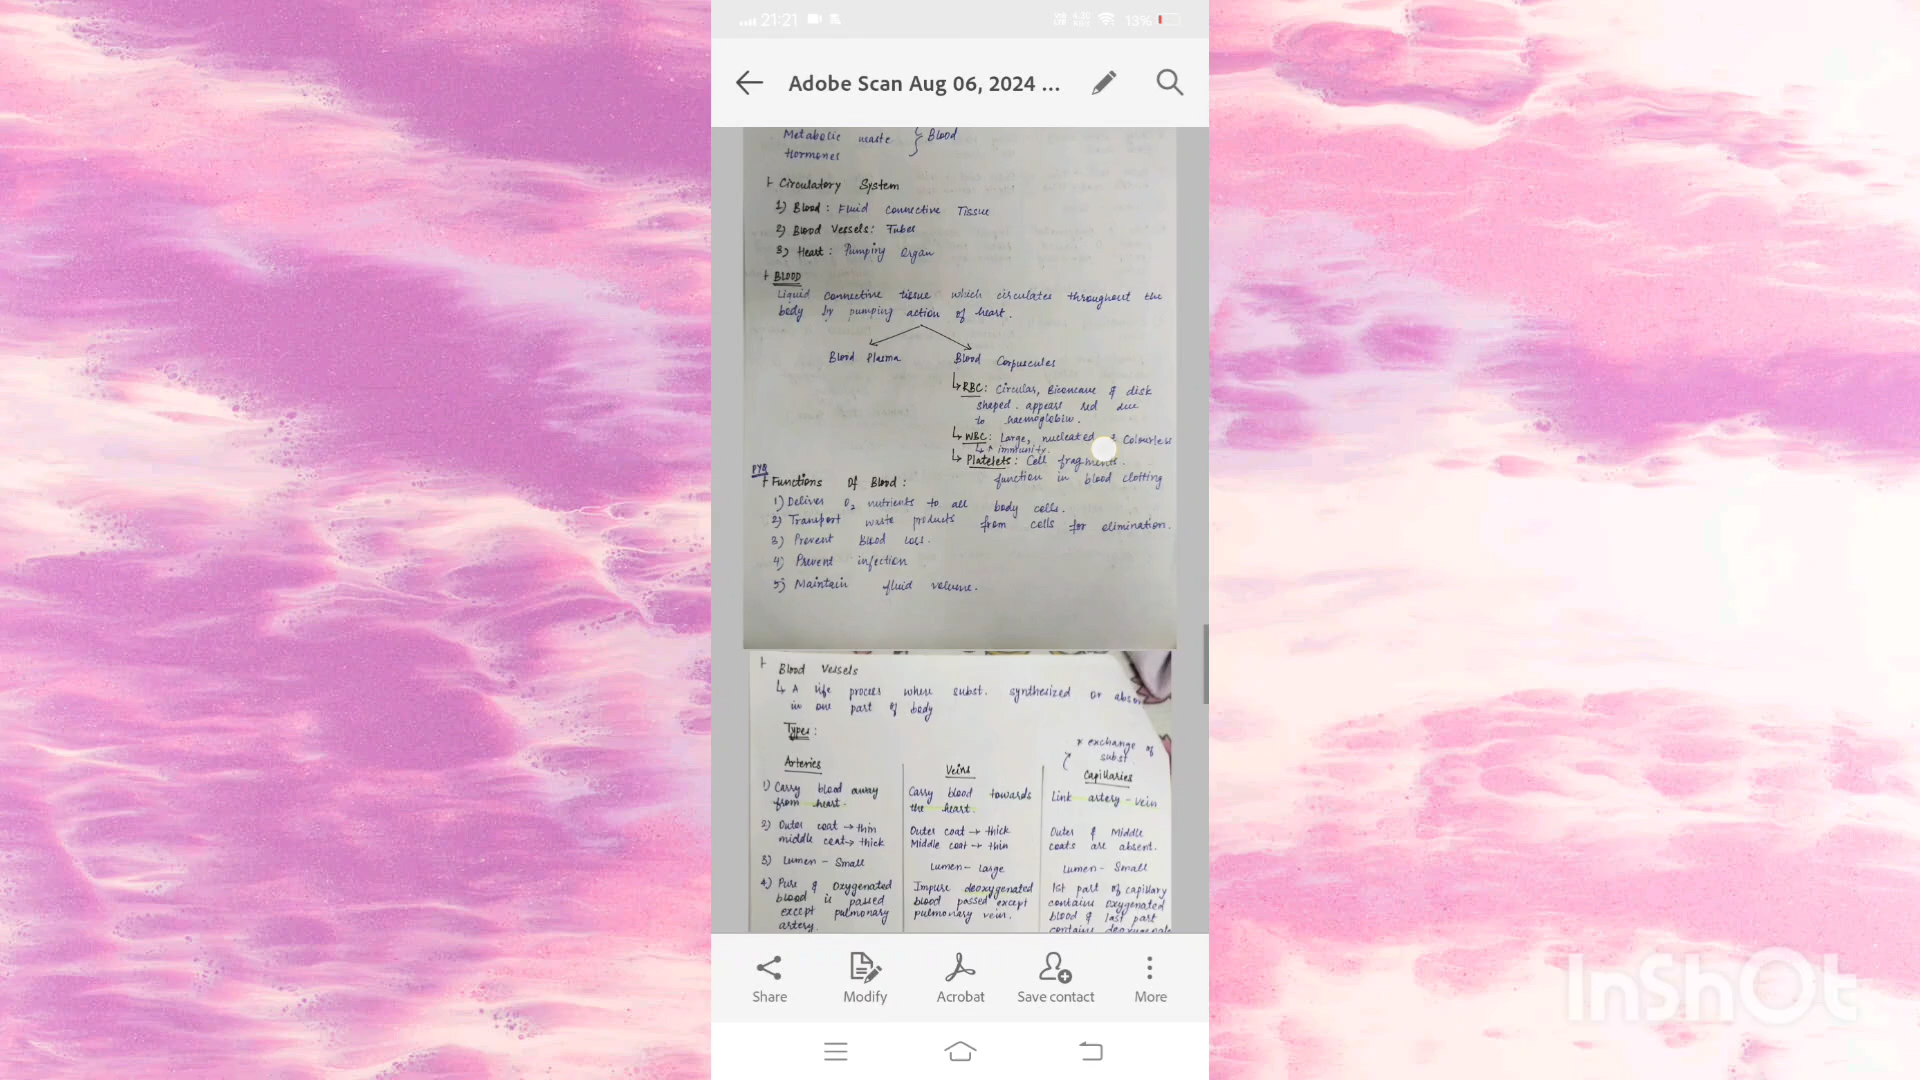 21:21
13%
Adobe Scan Aug 06, 2024 ...
Metabolic waste } Blood
Hormones
Circulatory System
1) Blood : Fluid connective Tissue
2) Blood Vessels : Tubes
3) Heart : Pumping Organ
BLOOD
Liquid connective tissue which circulates throughout the
body by pumping action of heart.
Blood Plasma Blood Corpuscules
↳ RBC : Circular, Biconcave & disk
shaped. appears red due
to haemoglobin.
↳ WBC : Large, nucleated & Colourless
↳ ^ immunity.
↳ Platelets : Cell fragments.
function in blood clotting
PYQ
Functions Of Blood :
1) Deliver O2 nutrients to all body cells.
2) Transport waste products from cells for elimination.
3) Prevent Blood loss.
4) Prevent infection
5) Maintain fluid volume.
Blood Vessels
↳ A life process where subst. synthesized or absor
in one part of body
Types :
* exchange of
subst.
Arteries Veins Capillaries
1) Carry blood away Carry blood towards Link artery - vein
from heart. the heart.
2) Outer coat → thin Outer coat → thick Outer & Middle
middle coat → thick Middle coat → thin coats are absent.
3) Lumen - Small Lumen - Large Lumen - Small
4) Pure & Oxygenated Impure deoxygenated 1st part of capillary
blood is passed blood passed except contains oxygenated
except pulmonary pulmonary vein. blood & last part
artery. contains deoxygenate
Share Modify Acrobat Save contact More
InShOt